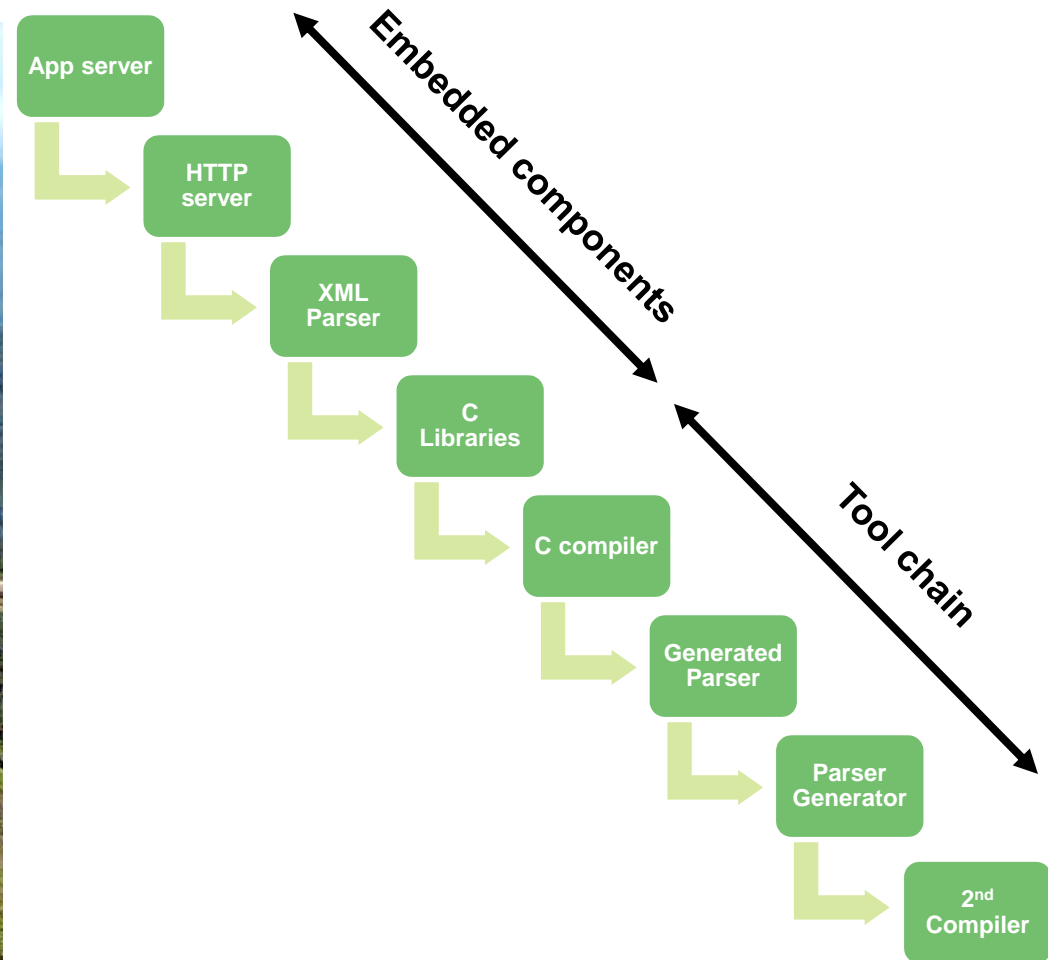 App server
Embedded components
HTTP
server
XML
Parser
C
Libraries
C compiler
Tool chain
Generated
Parser
Parser
Generator
2nd
Compiler